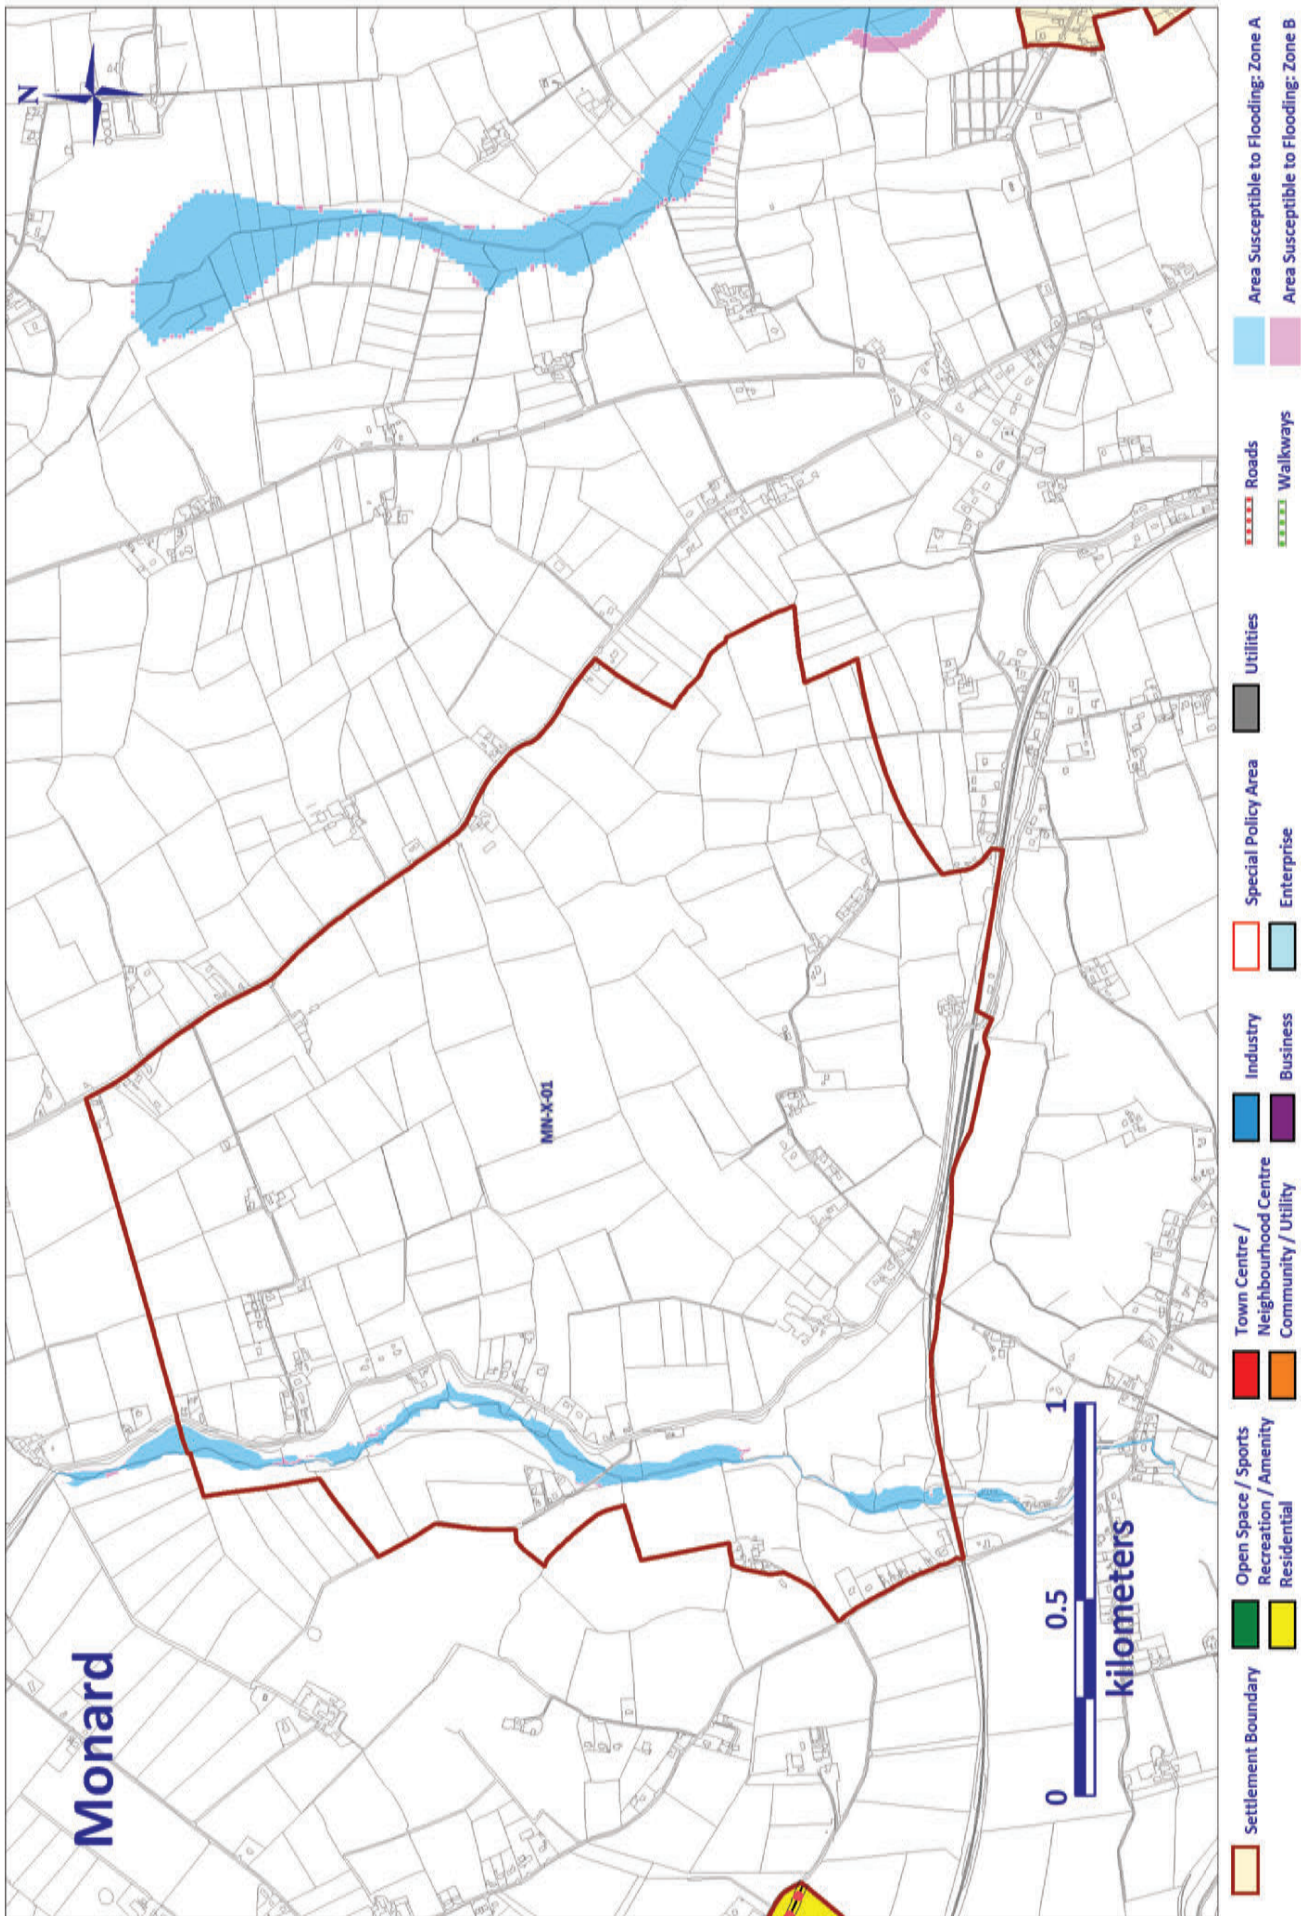 Monard
N
MN-X-01
0 0.5 1
kilometers
Settlement Boundary
Open Space / Sports
Recreation / Amenity
Residential
Town Centre /
Neighbourhood Centre
Community / Utility
Industry
Business
Special Policy Area
Enterprise
Utilities
Roads
Walkways
Area Susceptible to Flooding: Zone A
Area Susceptible to Flooding: Zone B